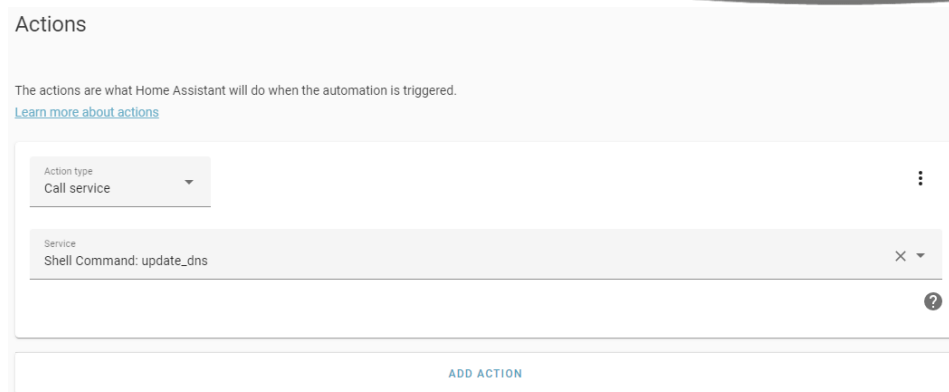 Actions
The actions are what Home Assistant will do when the automation is triggered.
Learn more about actions
Action type
Call service
Service
Shell Command: update_dns
ADD ACTION